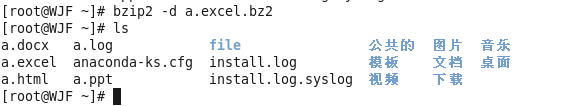 [root@WJF ~]# bzip2 -d a.excel.bz2
[root@WJF ~]# ls
a.docx   a.log            file                公共的  图片  音乐
a.excel  anaconda-ks.cfg  install.log         模板    文档  桌面
a.html   a.ppt            install.log.syslog  视频    下载
[root@WJF ~]#